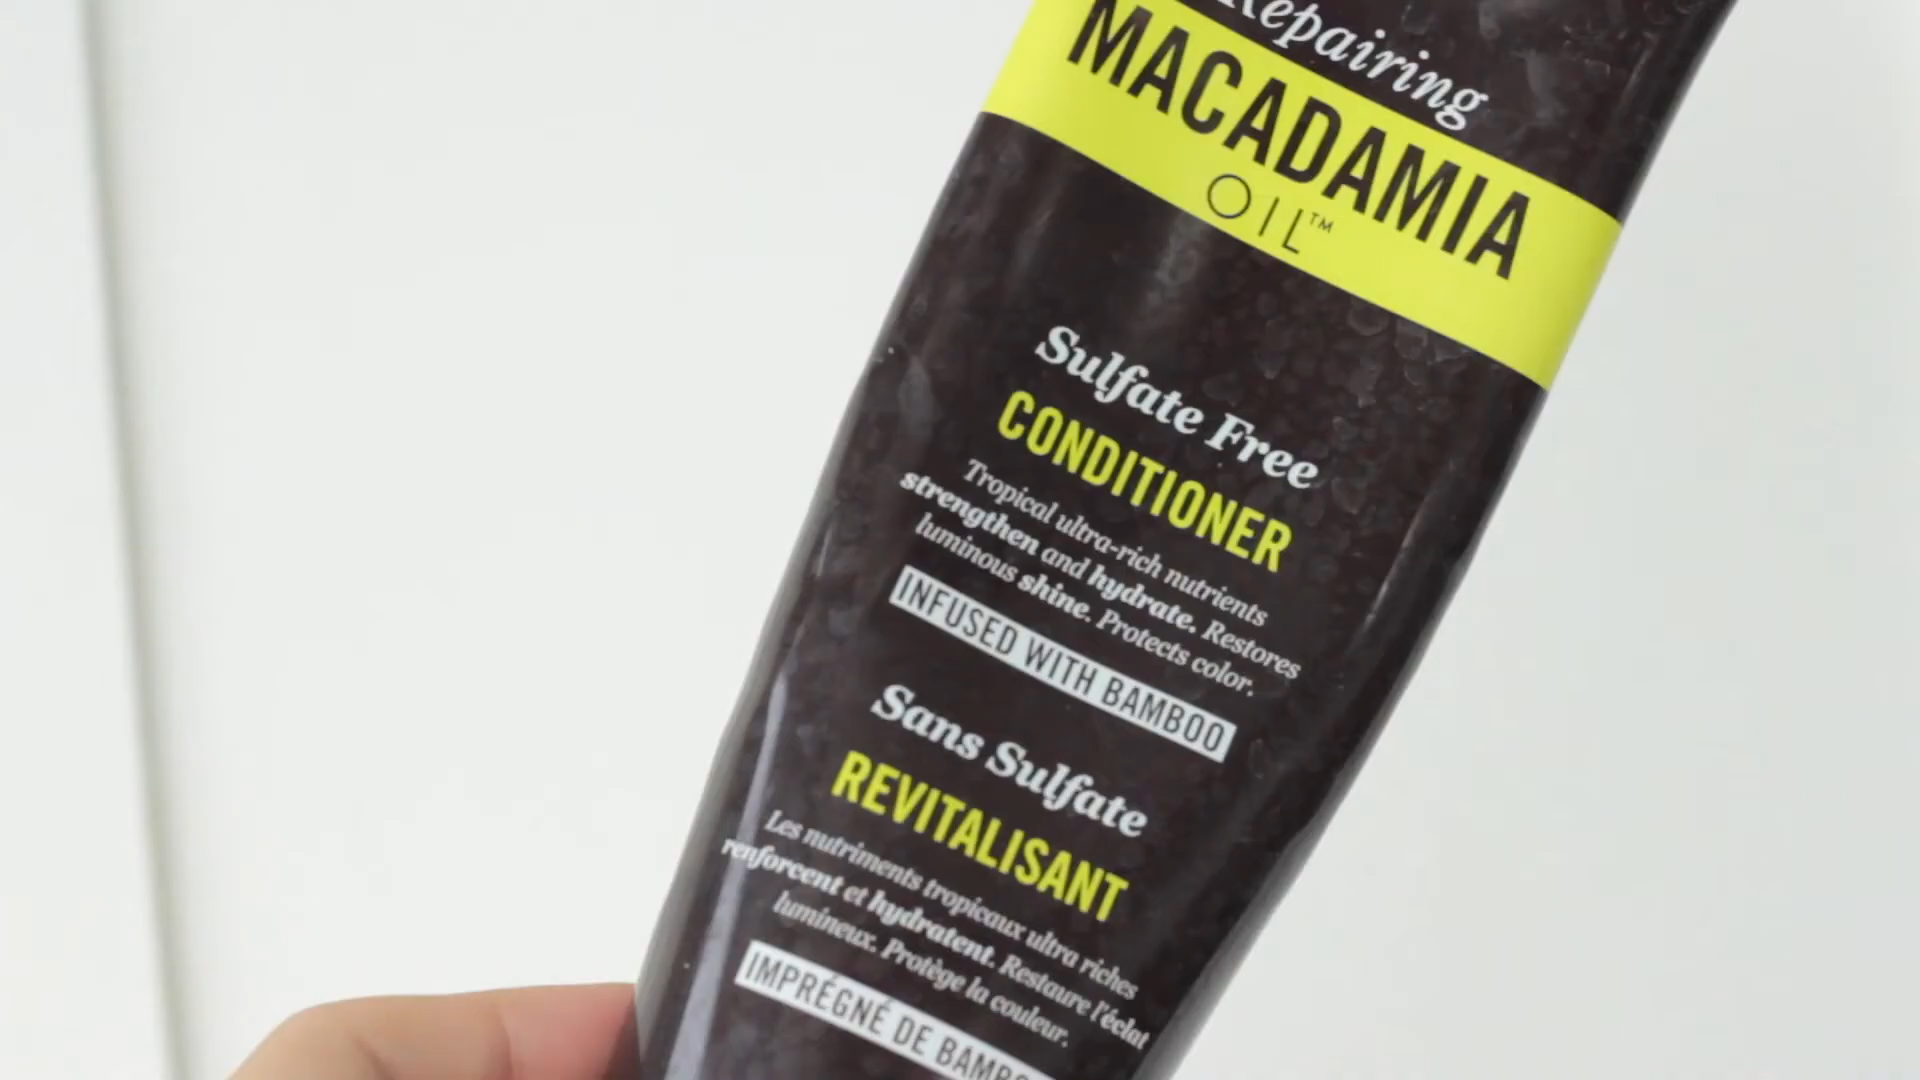 Repairing
MACADAMIA
OIL™
Sulfate Free
CONDITIONER
Tropical ultra-rich nutrients
strengthen and hydrate. Restores
luminous shine. Protects color.
INFUSED WITH BAMBOO
Sans Sulfate
REVITALISANT
Les nutriments tropicaux ultra riches
renforcent et hydratent. Restaure l'éclat
lumineux. Protège la couleur.
IMPRÉGNÉ DE BAMBO